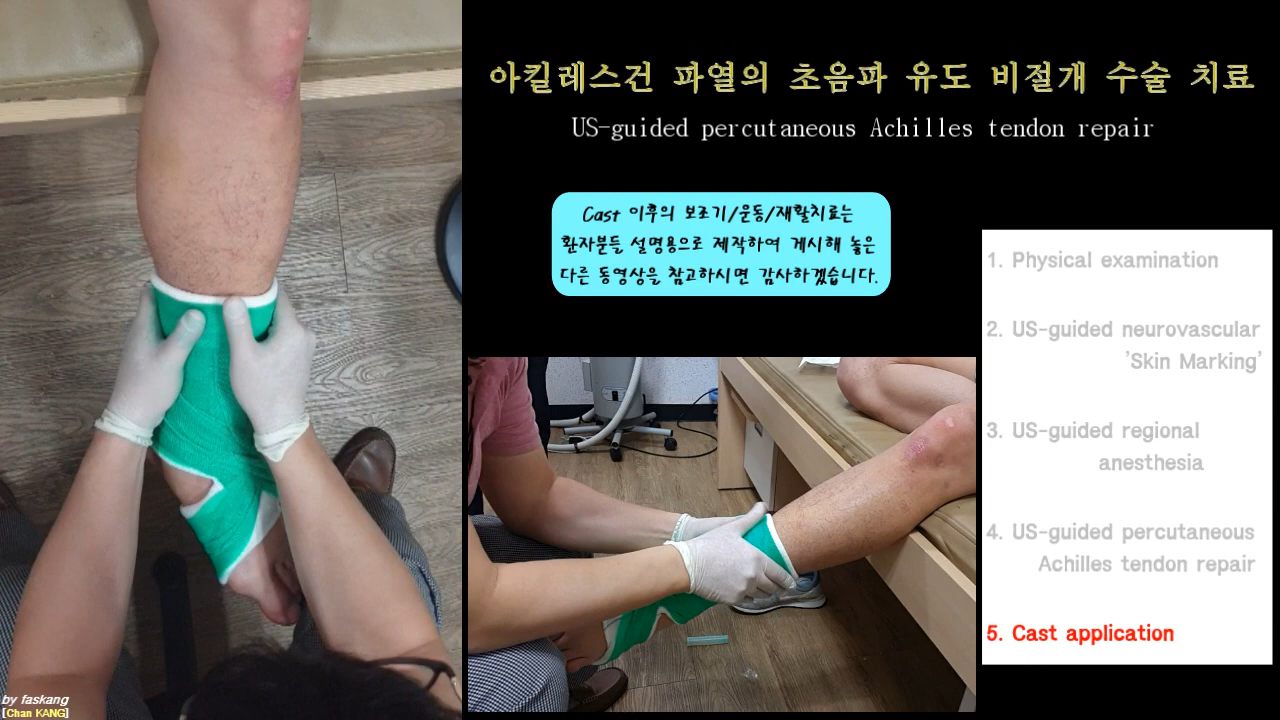 아킬레스건 파열의 초음파 유도 비절개 수술 치료
US-guided percutaneous Achilles tendon repair
Cast 이후의 보조기/운동/재활치료는
환자분들 설명용으로 제작하여 게시해 놓은
다른 동영상을 참고하시면 감사하겠습니다.
1. Physical examination
2. US-guided neurovascular
'Skin Marking'
3. US-guided regional
anesthesia
4. US-guided percutaneous
Achilles tendon repair
5. Cast application
by faskang
[Chan KANG]